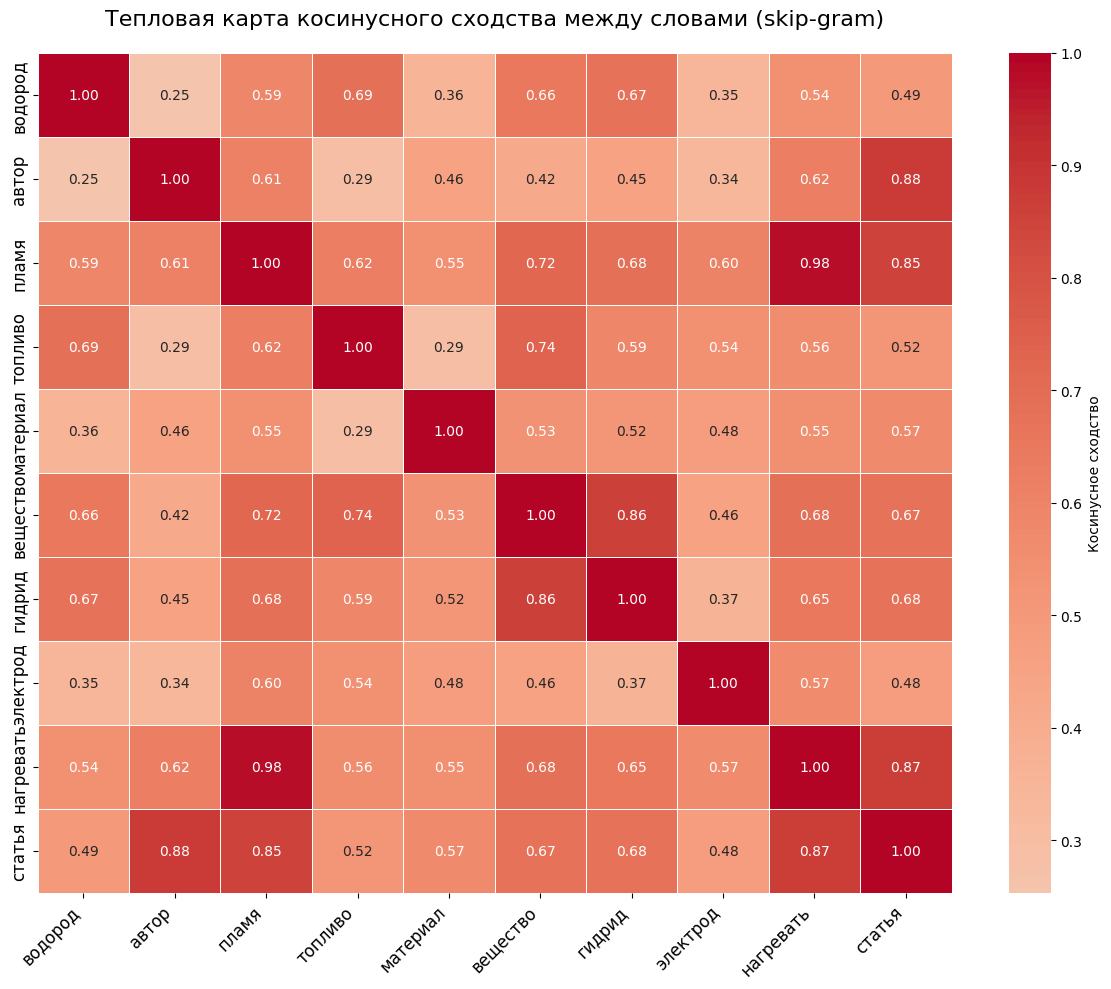 Тепловая карта косинусного сходства между словами (skip-gram)
водород 1.00 0.25 0.59 0.69 0.36 0.66 0.67 0.35 0.54 0.49
автор 0.25 1.00 0.61 0.29 0.46 0.42 0.45 0.34 0.62 0.88
пламя 0.59 0.61 1.00 0.62 0.55 0.72 0.68 0.60 0.98 0.85
топливо 0.69 0.29 0.62 1.00 0.29 0.74 0.59 0.54 0.56 0.52
материал 0.36 0.46 0.55 0.29 1.00 0.53 0.52 0.48 0.55 0.57
вещество 0.66 0.42 0.72 0.74 0.53 1.00 0.86 0.46 0.68 0.67
гидрид 0.67 0.45 0.68 0.59 0.52 0.86 1.00 0.37 0.65 0.68
электрод 0.35 0.34 0.60 0.54 0.48 0.46 0.37 1.00 0.57 0.48
нагревать 0.54 0.62 0.98 0.56 0.55 0.68 0.65 0.57 1.00 0.87
статья 0.49 0.88 0.85 0.52 0.57 0.67 0.68 0.48 0.87 1.00
водород автор пламя топливо материал вещество гидрид электрод нагревать статья
1.0
0.9
0.8
0.7
0.6
0.5
0.4
0.3
Косинусное сходство